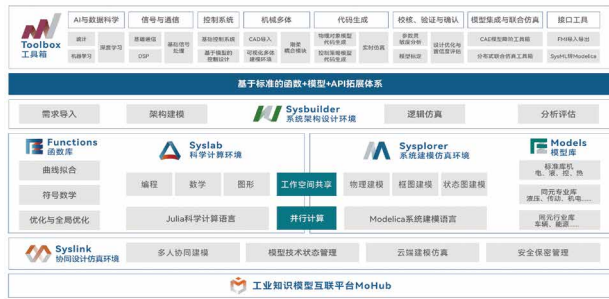 Toolbox
工具箱
AI与数据科学
统计
机器学习
深度学习
信号与通信
基础通信
DSP
基础信号
处理
控制系统
基础控制系统
基于模型的
控制设计
机械多体
CAD导入
可视化多体
建模环境
刚柔
耦合模块
代码生成
物理对象模型
代码生成
控制策略模型
代码生成
实时仿真
校核、验证与确认
参数灵
敏度分析
模型标定
设计优化与
置信度评估
模型集成与联合仿真
CAE模型降阶工具箱
分布式联合仿真工具箱
接口工具
FMI导入导出
SysML转Modelica
基于标准的函数+模型+API拓展体系
需求导入
架构建模
Sysbuilder
系统架构设计环境
逻辑仿真
分析评估
Functions
函数库
曲线拟合
符号数学
优化与全局优化
Syslab
科学计算环境
编程
数学
图形
Julia科学计算语言
工作空间共享
并行计算
Sysplorer
系统建模仿真环境
物理建模
框图建模
状态图建模
Modelica系统建模语言
Models
模型库
标准库机
电、液、控、热
同元专业库
液压、传动、机电……
同元行业库
车辆、能源……
Syslink
协同设计仿真环境
多人协同建模
模型技术状态管理
云端建模仿真
安全保密管理
工业知识模型互联平台MoHub